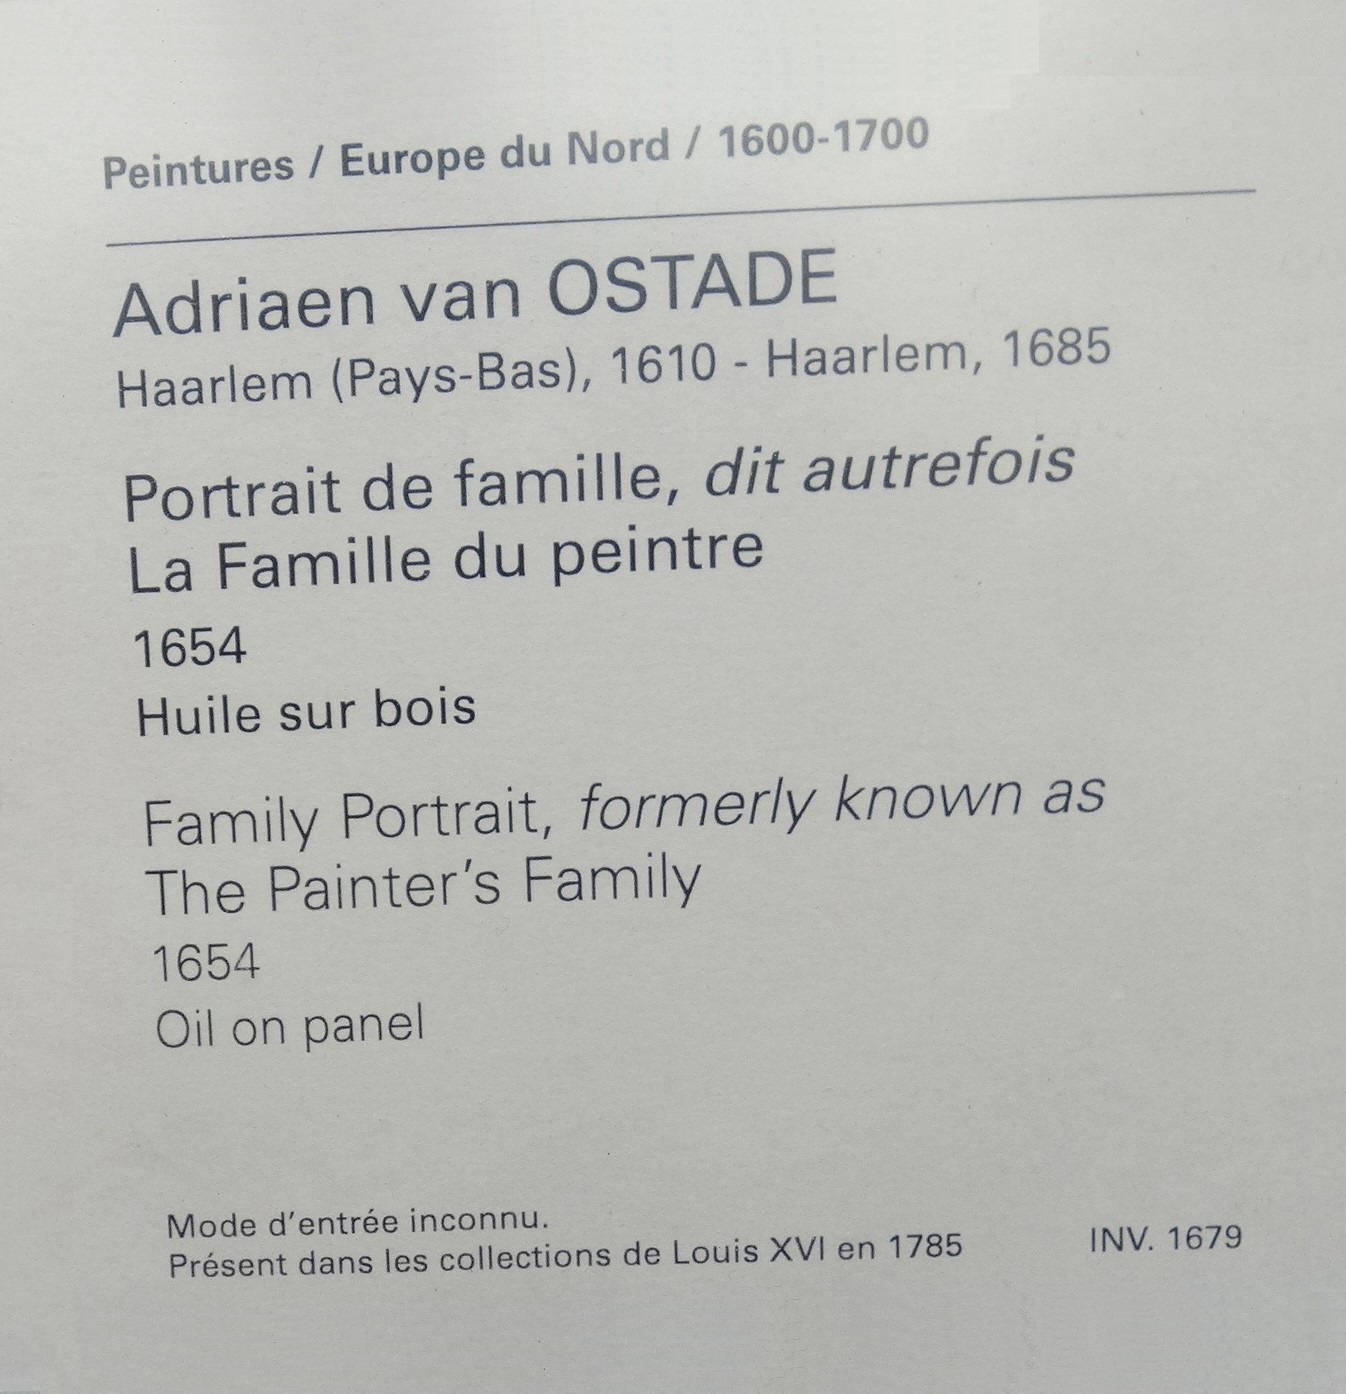 Peintures / Europe du Nord / 1600-1700
Adriaen van OSTADE
Haarlem (Pays-Bas), 1610 - Haarlem, 1685
Portrait de famille, dit autrefois
La Famille du peintre
1654
Huile sur bois
Family Portrait, formerly known as
The Painter's Family
1654
Oil on panel
Mode d'entrée inconnu.
Présent dans les collections de Louis XVI en 1785
INV. 1679